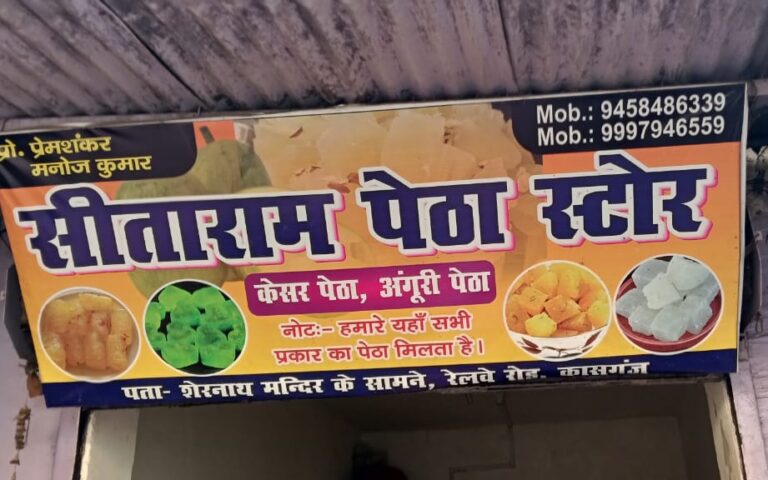 प्रो. प्रेमशंकर
मनोज कुमार
Mob.: 9458486339
Mob.: 9997946559
सीताराम पेठा स्टोर
केसर पेठा, अंगूरी पेठा
नोटः- हमारे यहाँ सभी
प्रकार का पेठा मिलता है।
पता- शेरनाथ मन्दिर के सामने, रेलवे रोड, कासगंज